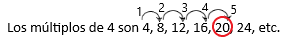 1 2 3 4 5
Los múltiplos de 4 son 4, 8, 12, 16, 20, 24, etc.